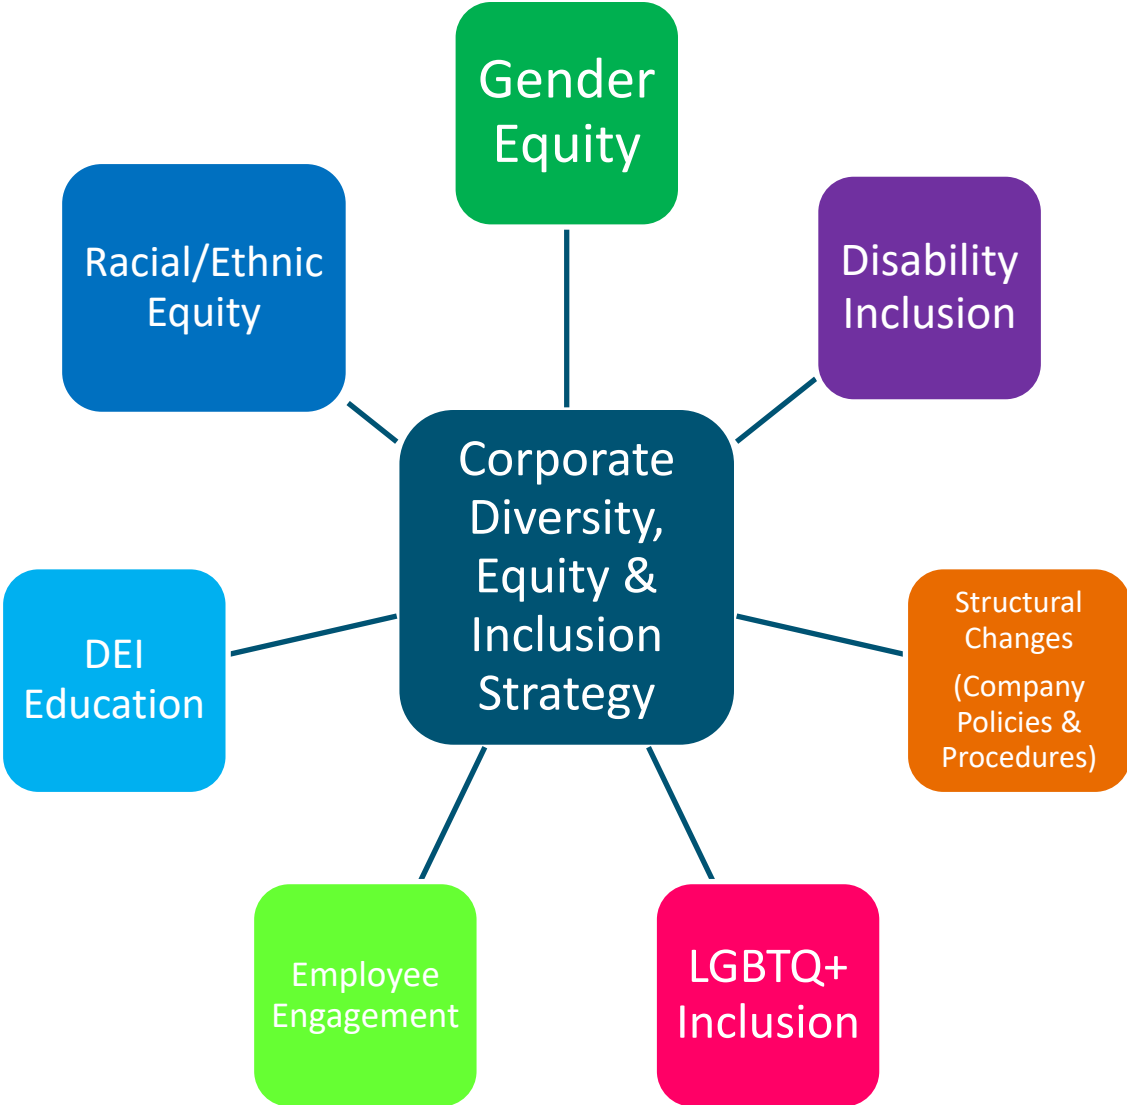 Gender
Equity
Racial/Ethnic
Equity
Disability
Inclusion
Corporate
Diversity,
Equity &
Inclusion
Strategy
DEI
Education
Structural
Changes
(Company
Policies &
Procedures)
Employee
Engagement
LGBTQ+
Inclusion